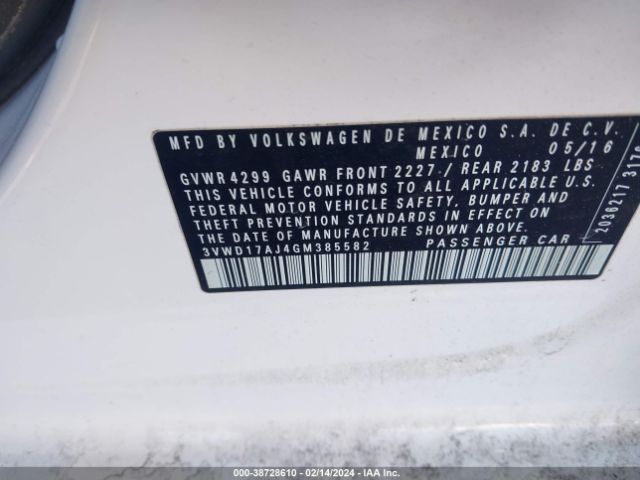 MFD BY VOLKSWAGEN DE MEXICO S.A. DE C.V.
MEXICO 05/16
GVWR 4299 GAWR FRONT 2227 / REAR 2183 LBS
THIS VEHICLE CONFORMS TO ALL APPLICABLE U.S.
FEDERAL MOTOR VEHICLE SAFETY, BUMPER AND
THEFT PREVENTION STANDARDS IN EFFECT ON
THE DATE OF MANUFACTURE SHOWN ABOVE.
3VWD17AJ4GM385582 PASSENGER CAR
2036217
000-38728610 - 02/14/2024 - IAA Inc.